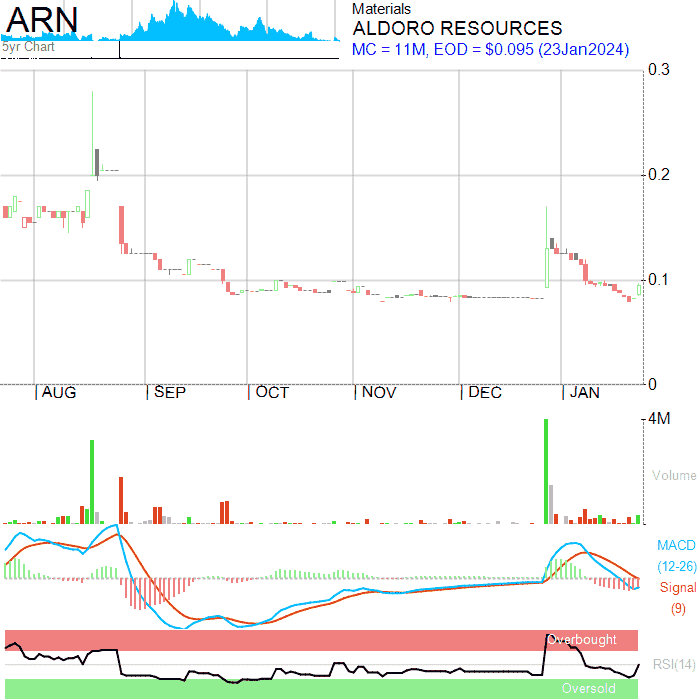 ARN
5yr Chart
Materials
ALDORO RESOURCES
MC = 11M, EOD = $0.095 (23Jan2024)
0.3
0.2
0.1
0
AUG SEP OCT NOV DEC JAN
4M
Volume
MACD
(12-26)
Signal
(9)
Overbought
RSI(14)
Oversold